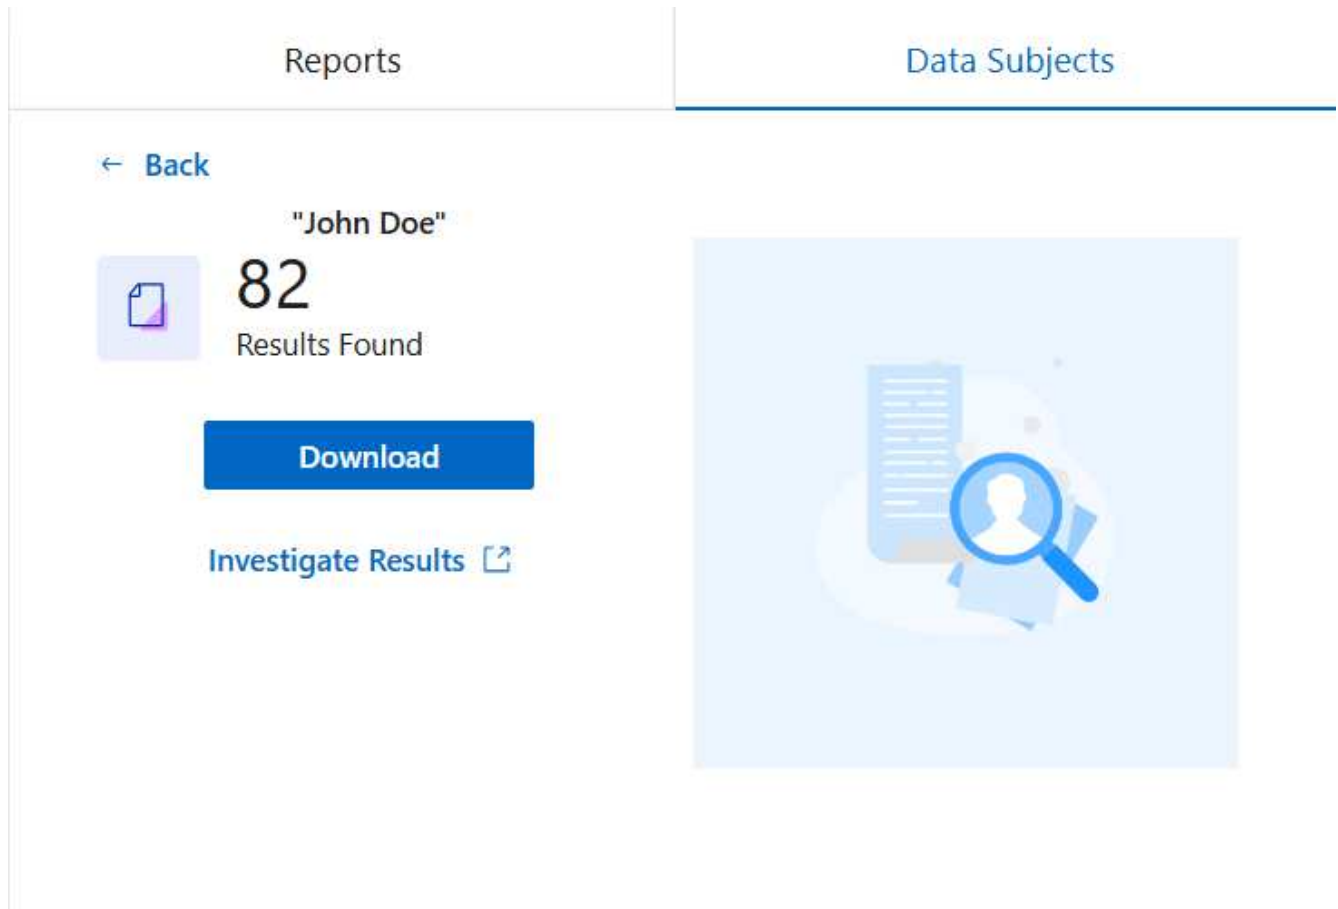 Reports
Data Subjects
← Back
"John Doe"
82
Results Found
Download
Investigate Results